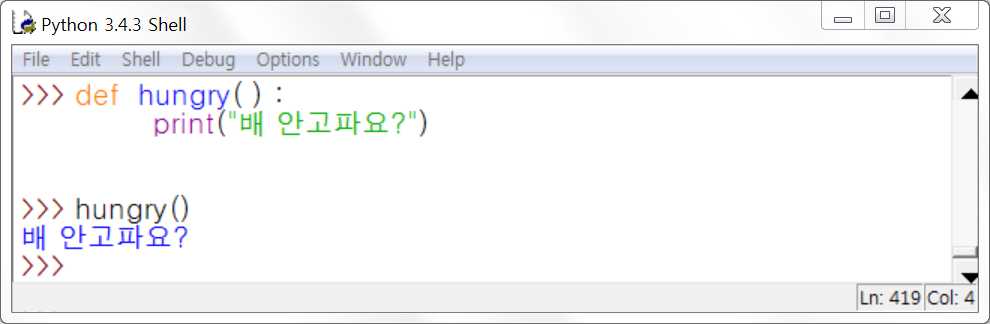 Python 3.4.3 Shell
File Edit Shell Debug Options Window Help
>>> def hungry():
print("배 안고파요?")
>>> hungry()
배 안고파요?
>>>
Ln: 419 Col: 4